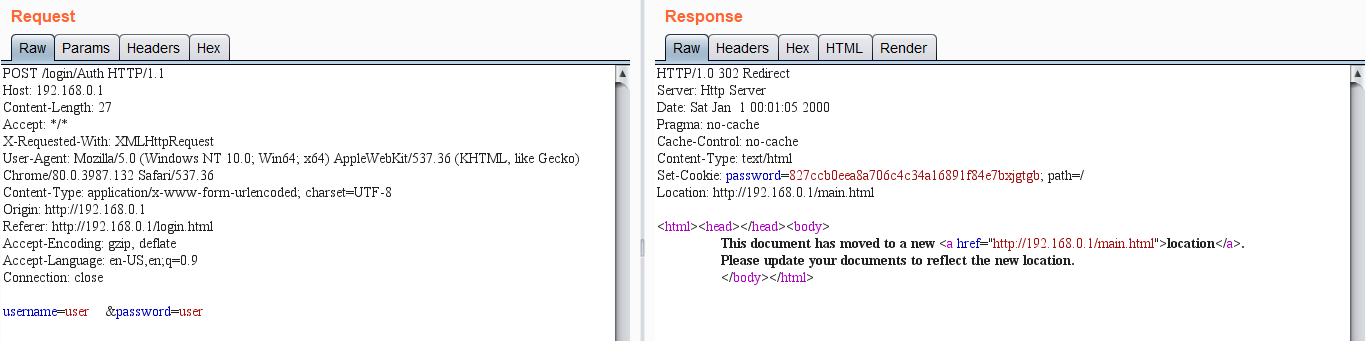 Request
Raw Params Headers Hex
POST /login/Auth HTTP/1.1
Host: 192.168.0.1
Content-Length: 27
Accept: */*
X-Requested-With: XMLHttpRequest
User-Agent: Mozilla/5.0 (Windows NT 10.0; Win64; x64) AppleWebKit/537.36 (KHTML, like Gecko)
Chrome/80.0.3987.132 Safari/537.36
Content-Type: application/x-www-form-urlencoded; charset=UTF-8
Origin: http://192.168.0.1
Referer: http://192.168.0.1/login.html
Accept-Encoding: gzip, deflate
Accept-Language: en-US,en;q=0.9
Connection: close
username=user &password=user
Response
Raw Headers Hex HTML Render
HTTP/1.0 302 Redirect
Server: Http Server
Date: Sat Jan 1 00:01:05 2000
Pragma: no-cache
Cache-Control: no-cache
Content-Type: text/html
Set-Cookie: password=827ccb0eea8a706c4c34a16891f84e7bxjgtgb; path=/
Location: http://192.168.0.1/main.html
<html><head></head><body>
This document has moved to a new <a href="http://192.168.0.1/main.html">location</a>.
Please update your documents to reflect the new location.
</body></html>